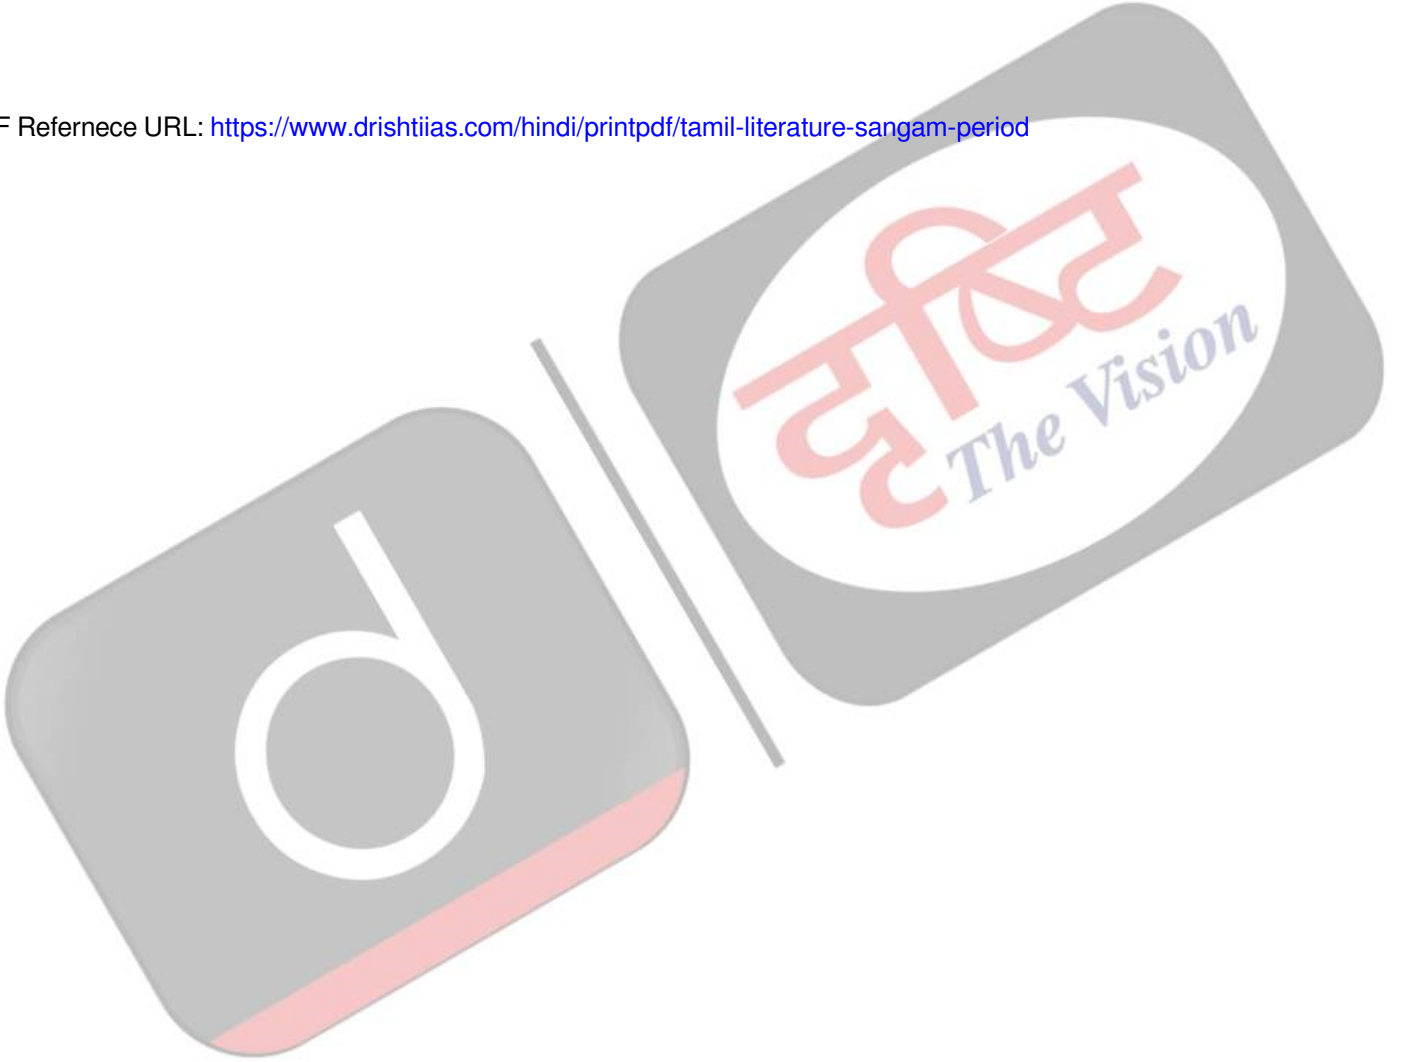 F Refernece URL: https://www.drishtiias.com/hindi/printpdf/tamil-literature-sangam-period
दृष्टि
The Vision
d